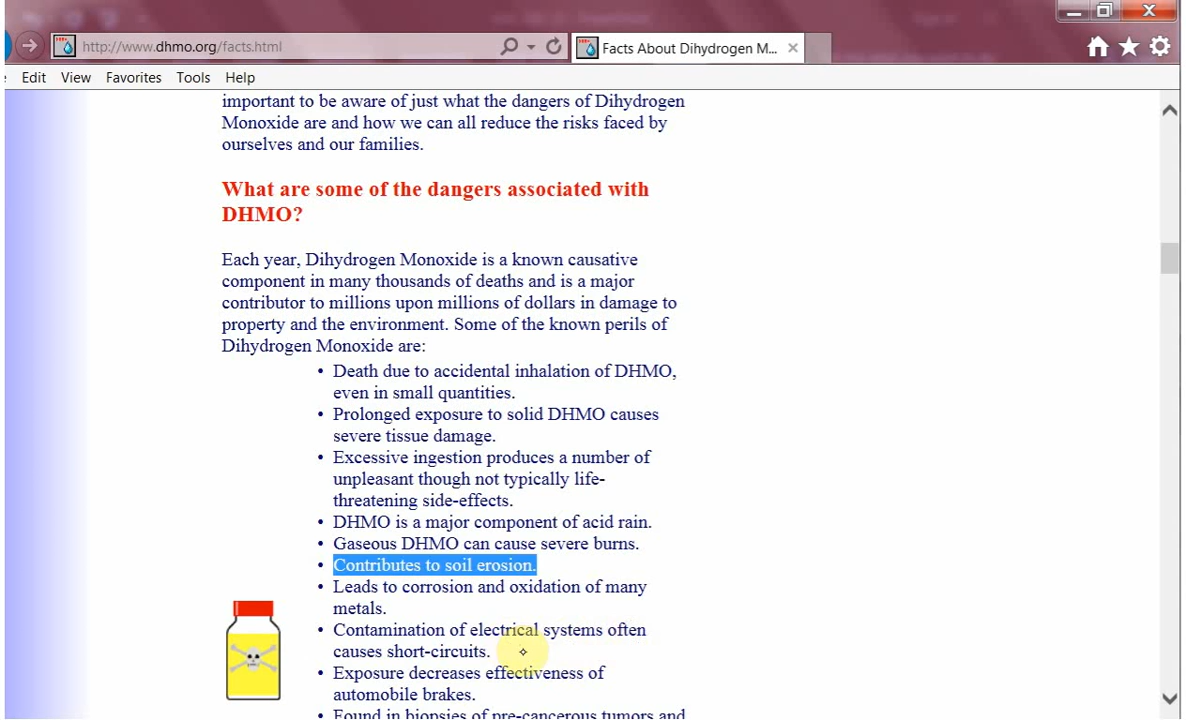 http://www.dhmo.org/facts.html
Facts About Dihydrogen M...
Edit View Favorites Tools Help
important to be aware of just what the dangers of Dihydrogen
Monoxide are and how we can all reduce the risks faced by
ourselves and our families.
What are some of the dangers associated with
DHMO?
Each year, Dihydrogen Monoxide is a known causative
component in many thousands of deaths and is a major
contributor to millions upon millions of dollars in damage to
property and the environment. Some of the known perils of
Dihydrogen Monoxide are:
• Death due to accidental inhalation of DHMO,
even in small quantities.
• Prolonged exposure to solid DHMO causes
severe tissue damage.
• Excessive ingestion produces a number of
unpleasant though not typically life-
threatening side-effects.
• DHMO is a major component of acid rain.
• Gaseous DHMO can cause severe burns.
• Contributes to soil erosion.
• Leads to corrosion and oxidation of many
metals.
• Contamination of electrical systems often
causes short-circuits.
• Exposure decreases effectiveness of
automobile brakes.
• Found in biopsies of pre-cancerous tumors and